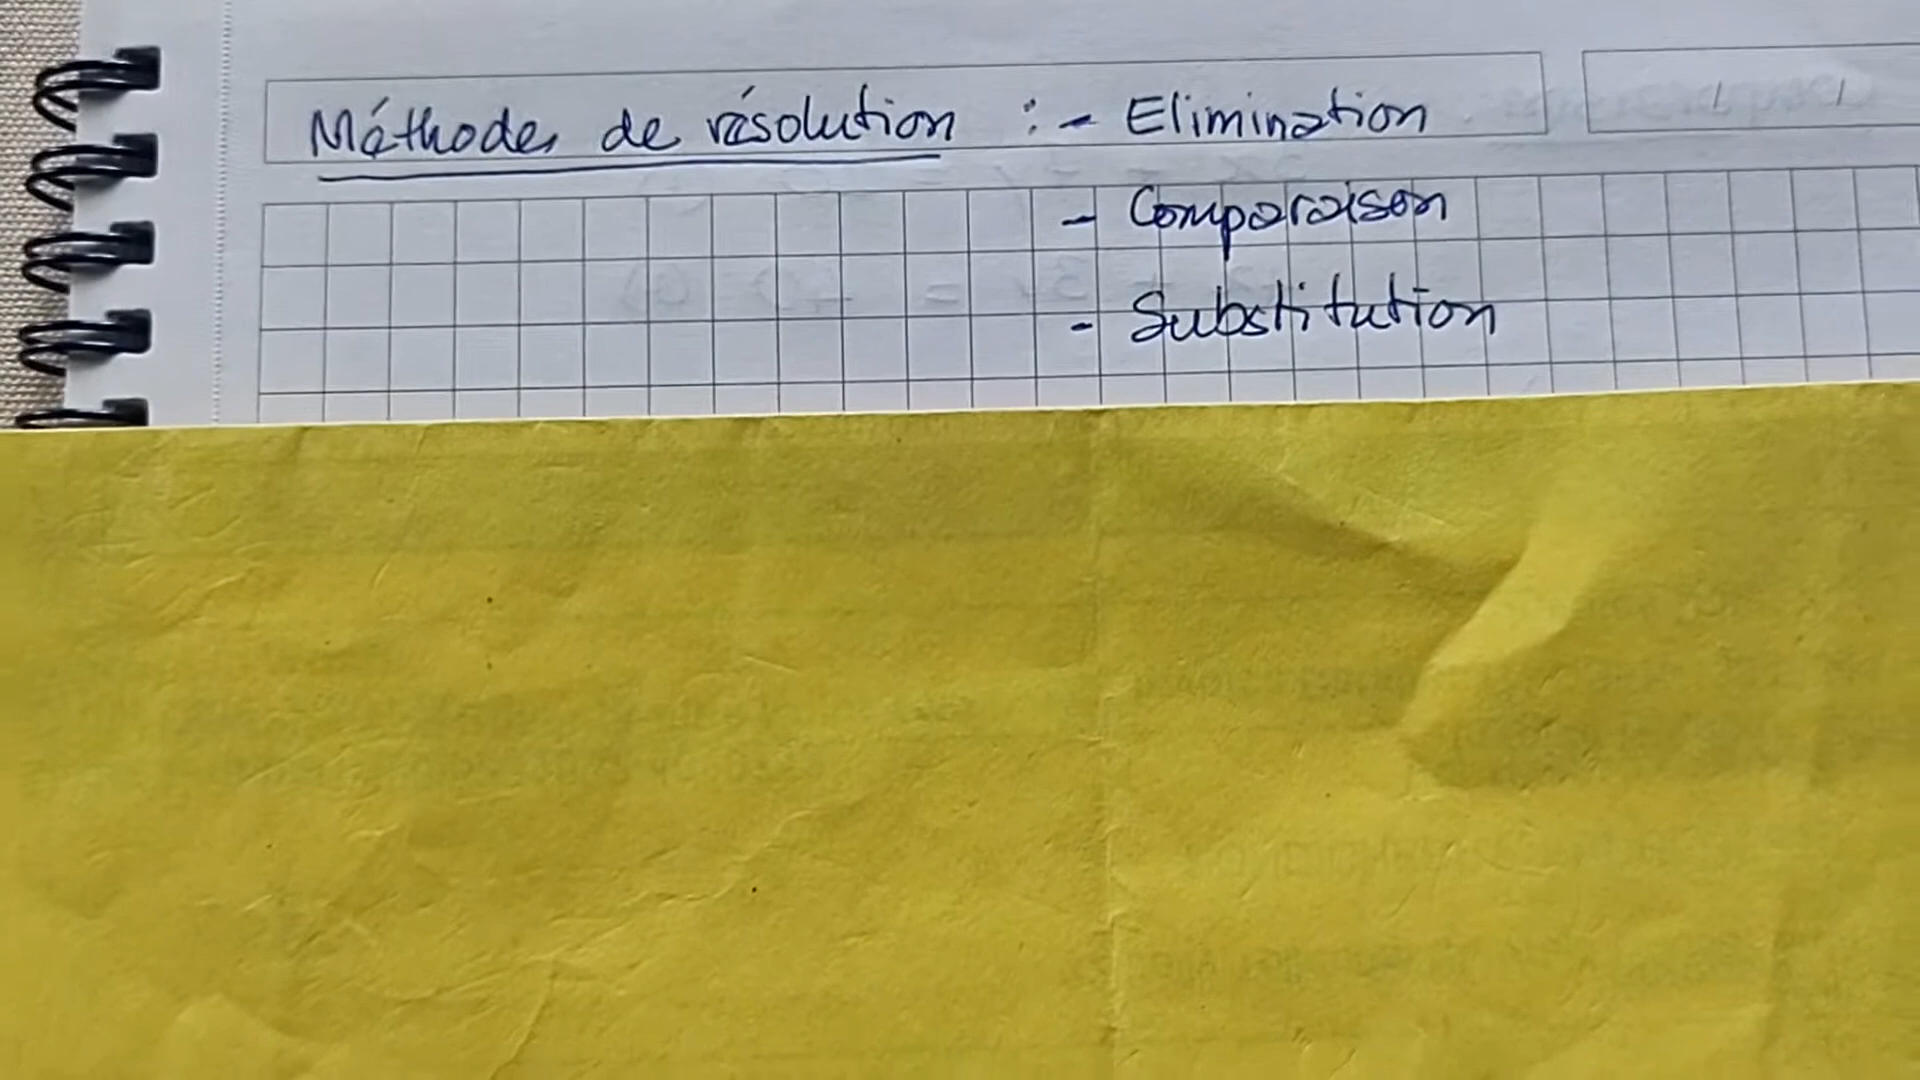 Méthodes de résolution : - Elimination
- Comparaison
- Substitution